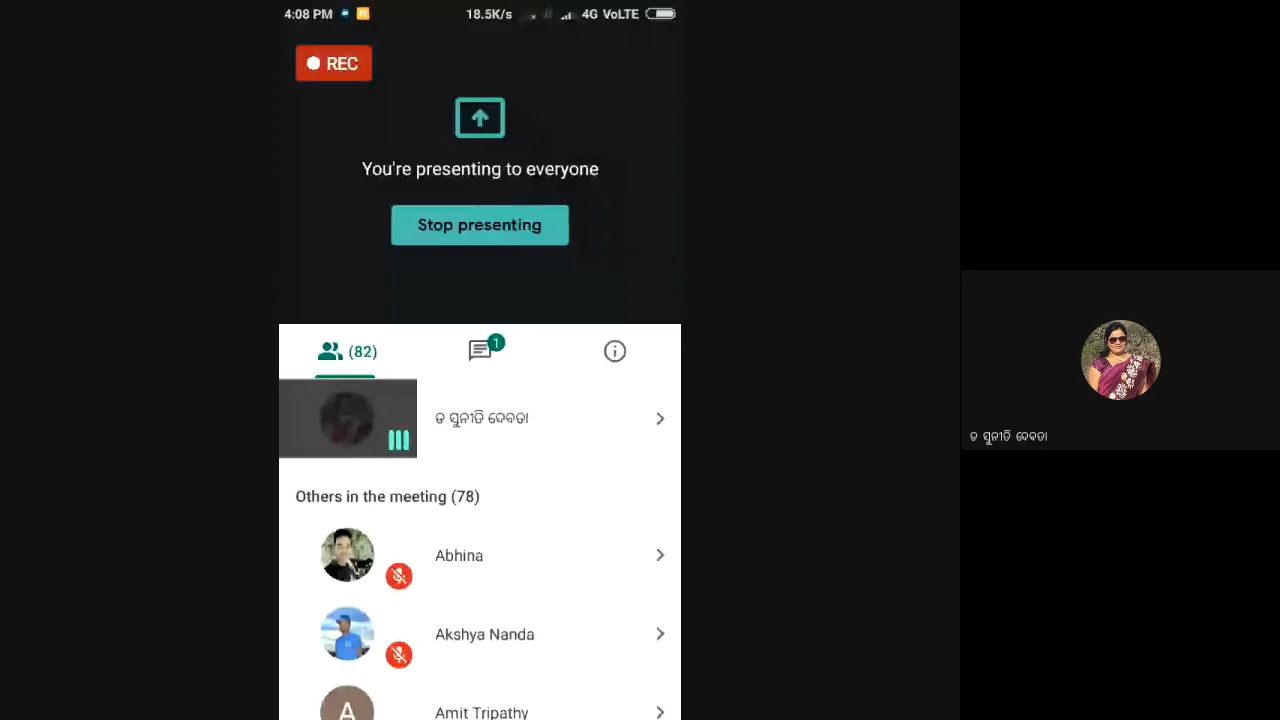 4:08 PM 18.5K/s 4G VoLTE
REC
You're presenting to everyone
Stop presenting
(82) 1
ଡ ସୁନୀତି ଦେବତା
Others in the meeting (78)
Abhina
Akshya Nanda
A Amit Tripathy
ଡ ସୁନୀତି ଦେବତା